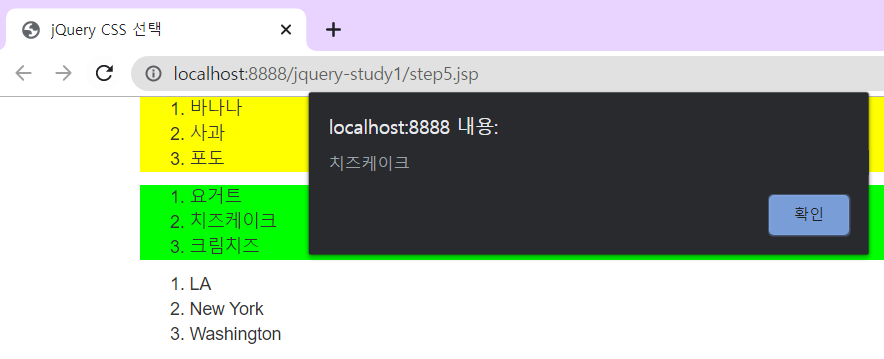 jQuery CSS 선택
localhost:8888/jquery-study1/step5.jsp
1. 바나나
2. 사과
3. 포도
localhost:8888 내용:
치즈케이크
확인
1. 요거트
2. 치즈케이크
3. 크림치즈
1. LA
2. New York
3. Washington